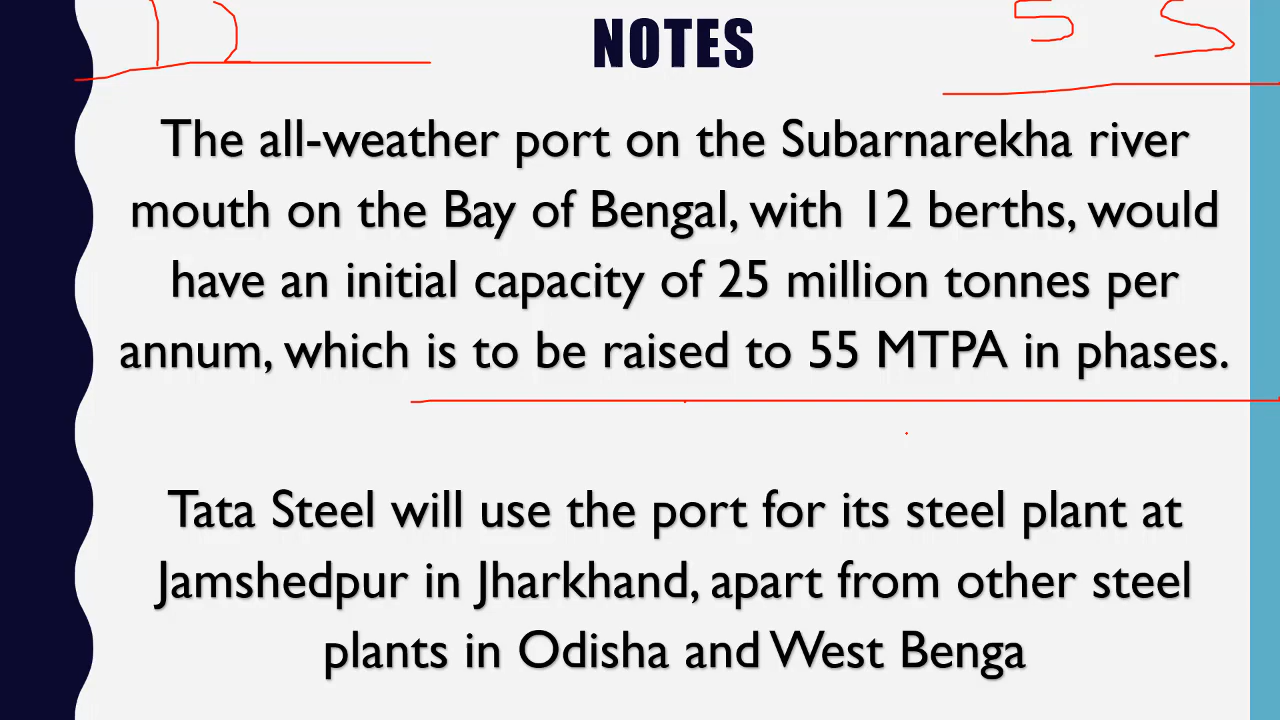 NOTES
The all-weather port on the Subarnarekha river
mouth on the Bay of Bengal, with 12 berths, would
have an initial capacity of 25 million tonnes per
annum, which is to be raised to 55 MTPA in phases.
Tata Steel will use the port for its steel plant at
Jamshedpur in Jharkhand, apart from other steel
plants in Odisha and West Benga